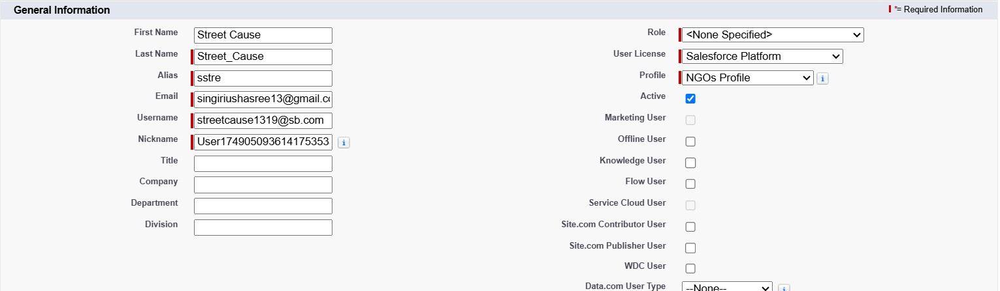 General Information
*= Required Information
First Name Street Cause
Last Name Street_Cause
Alias sstre
Email singiriushasree13@gmail.co
Username streetcause1319@sb.com
Nickname User174905093614175353
Title
Company
Department
Division
Role <None Specified>
User License Salesforce Platform
Profile NGOs Profile
Active
Marketing User
Offline User
Knowledge User
Flow User
Service Cloud User
Site.com Contributor User
Site.com Publisher User
WDC User
Data.com User Type --None--